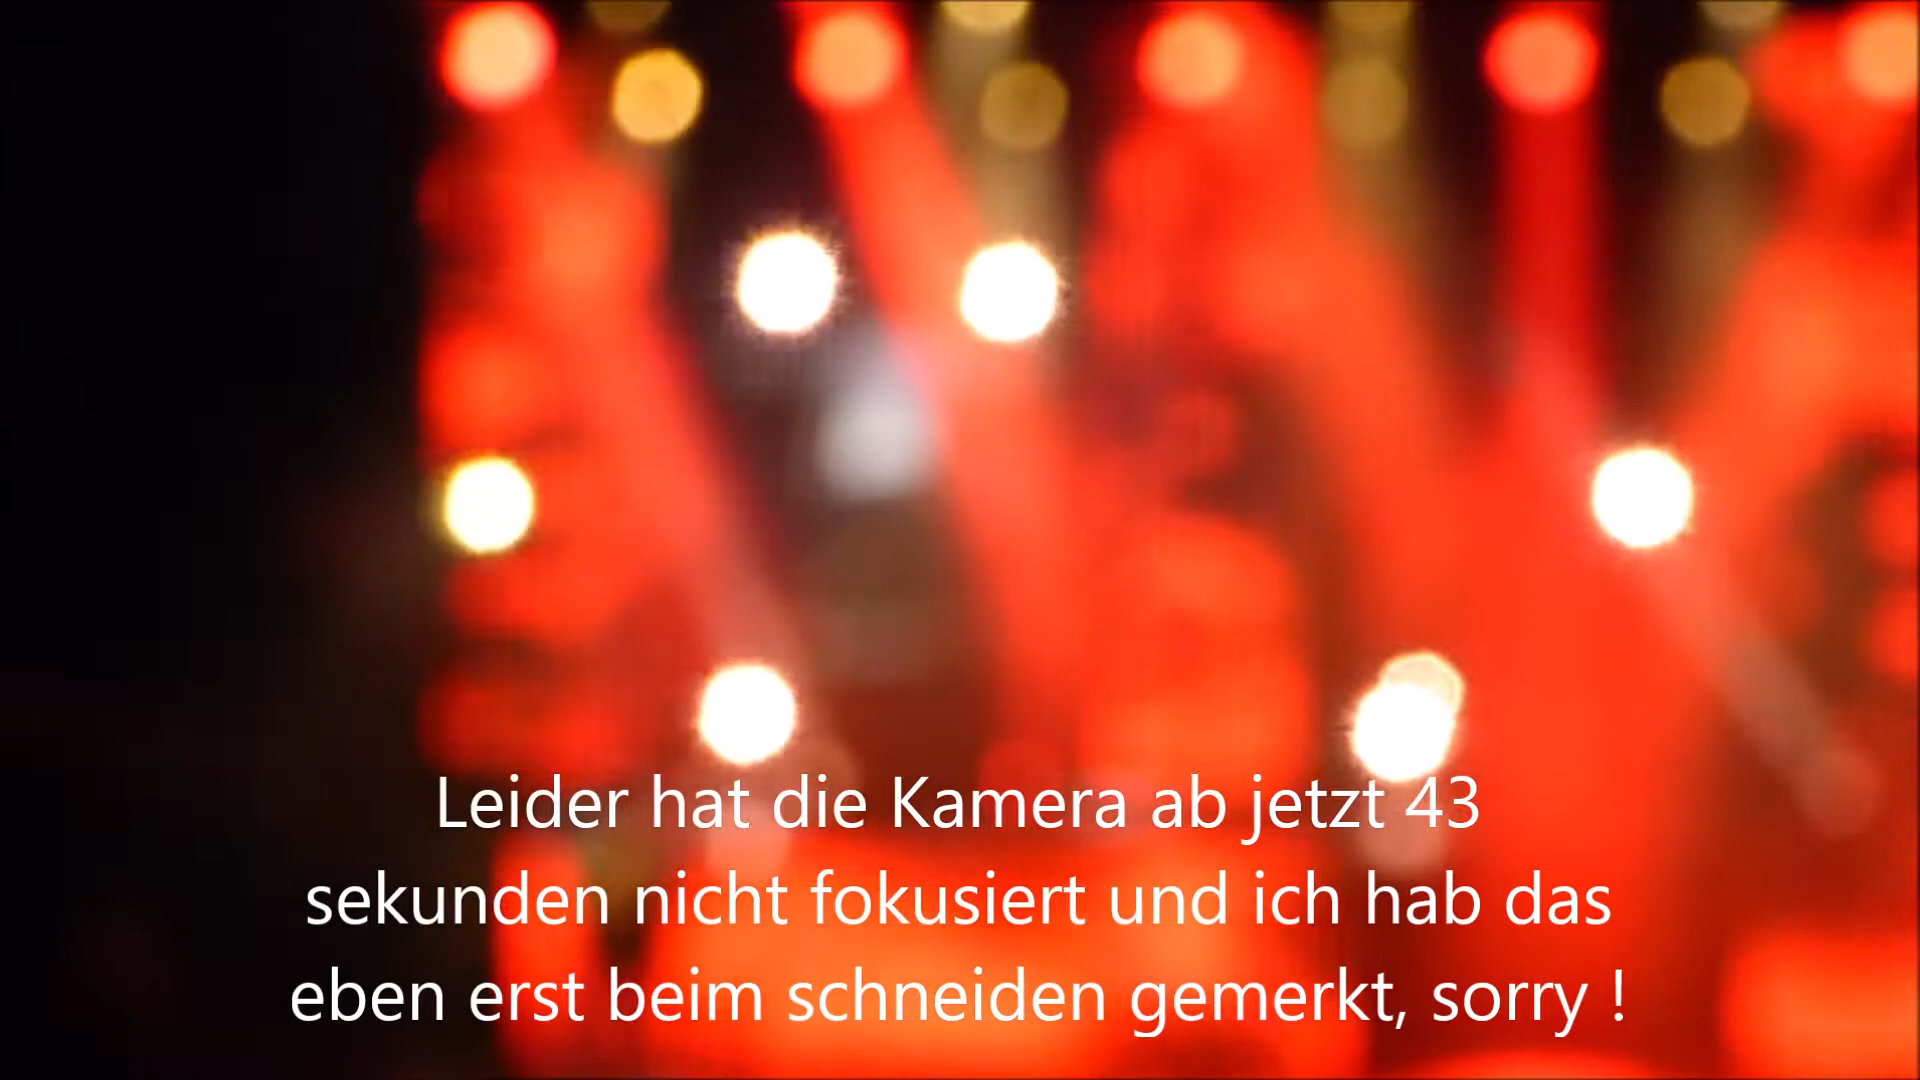 Leider hat die Kamera ab jetzt 43
sekunden nicht fokusiert und ich hab das
eben erst beim schneiden gemerkt, sorry !